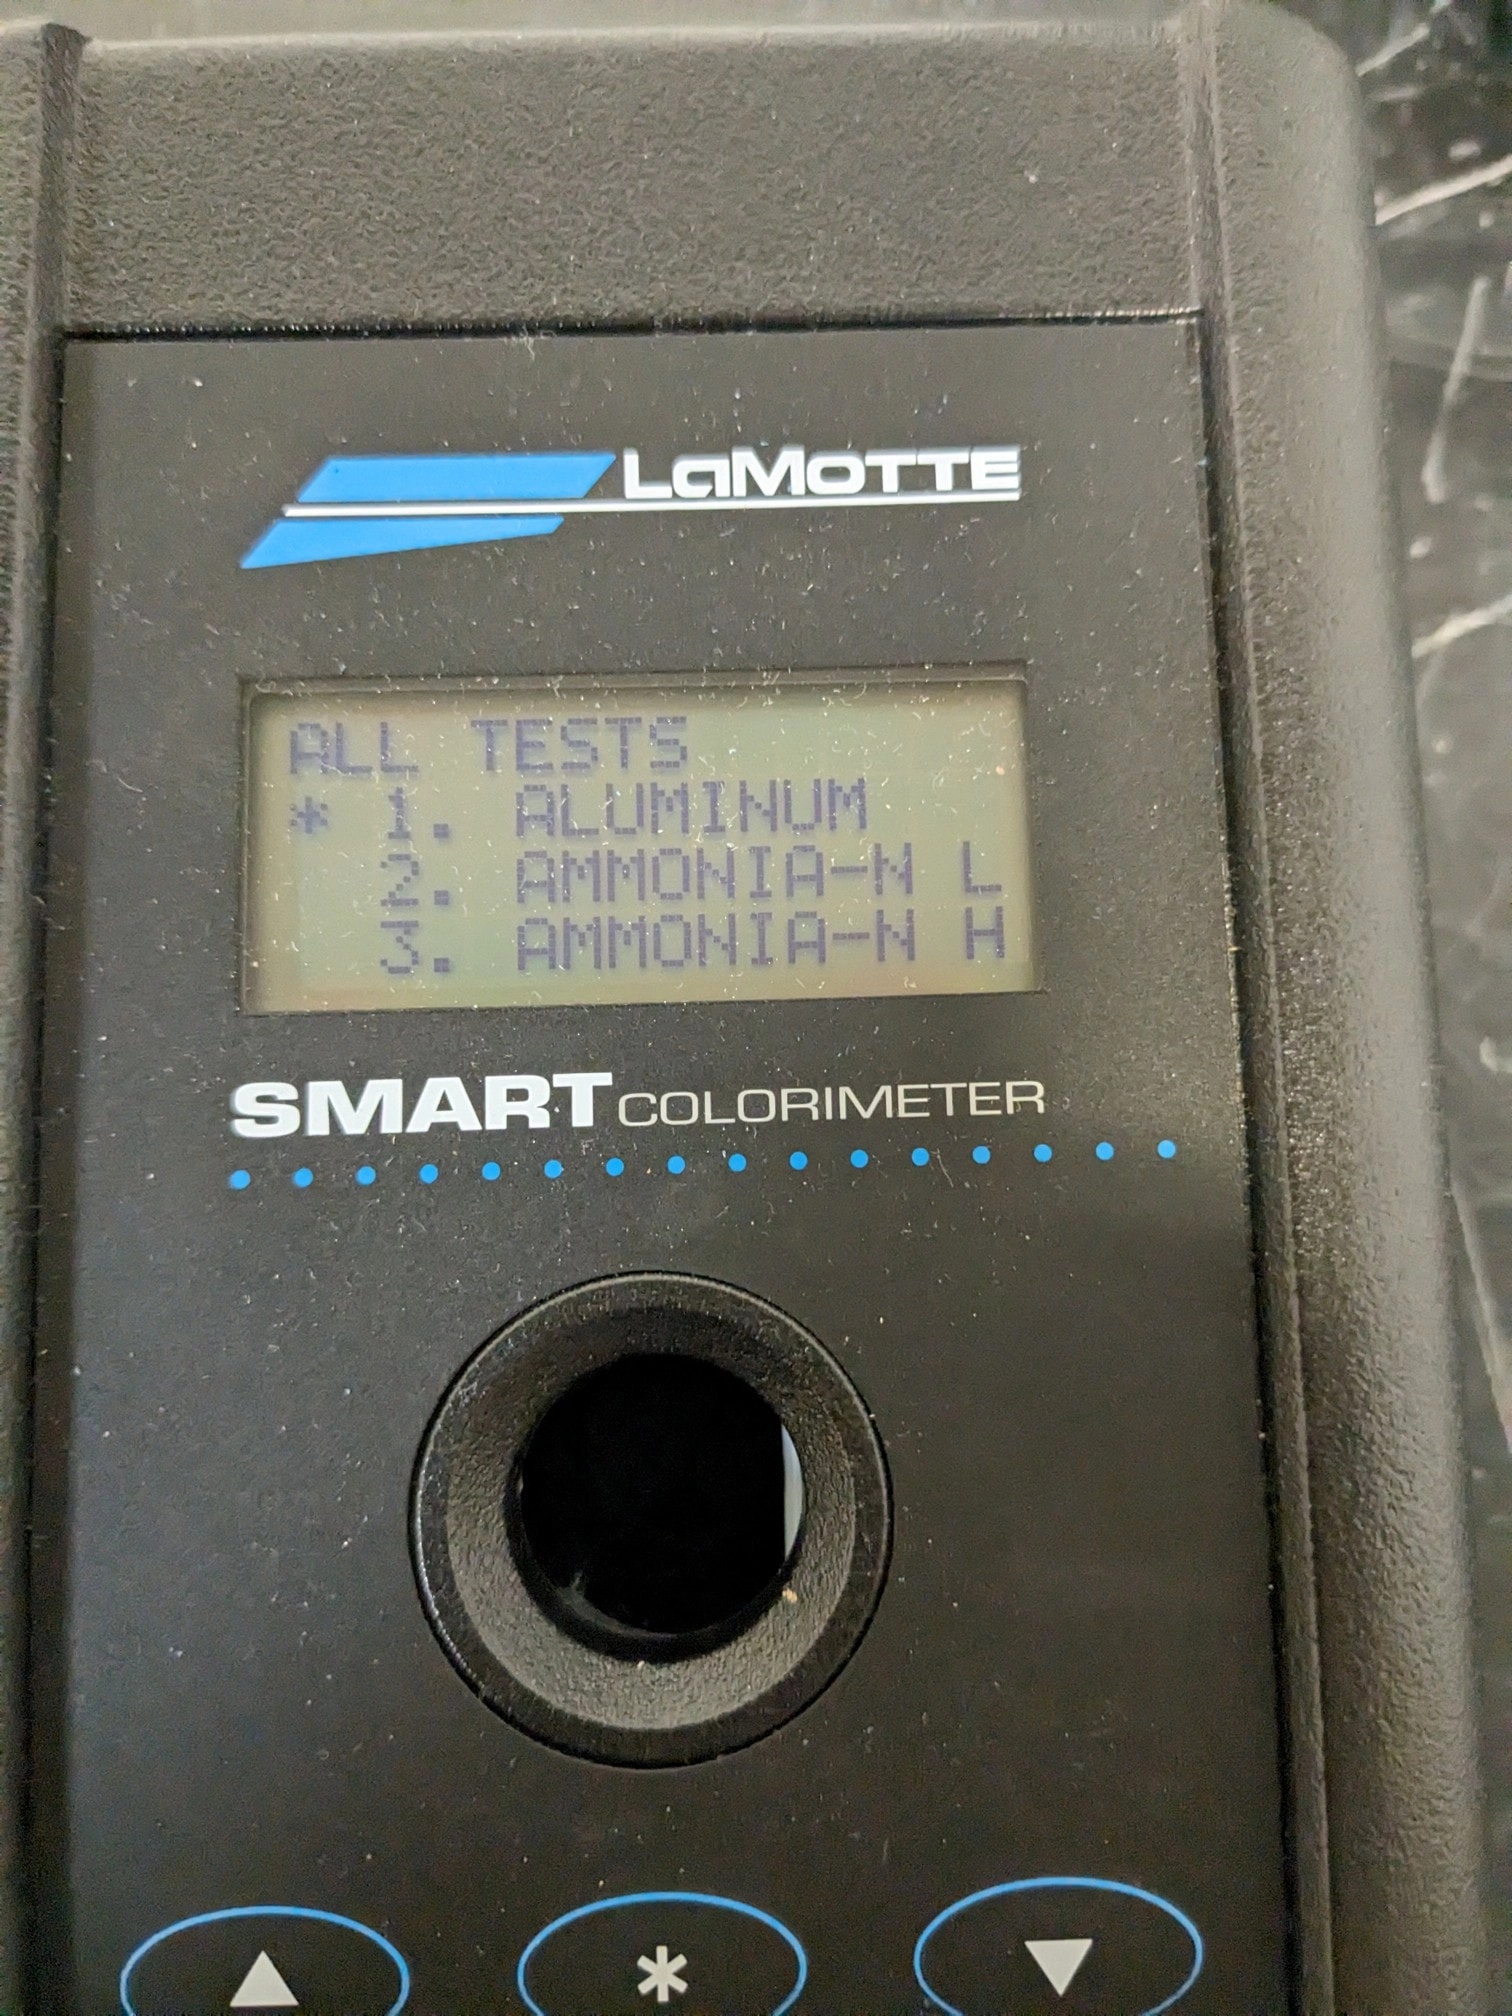 LaMOTTE
ALL TESTS
* 1. ALUMINUM
2. AMMONIA-N L
3. AMMONIA-N H
SMART COLORIMETER
▲ * ▼